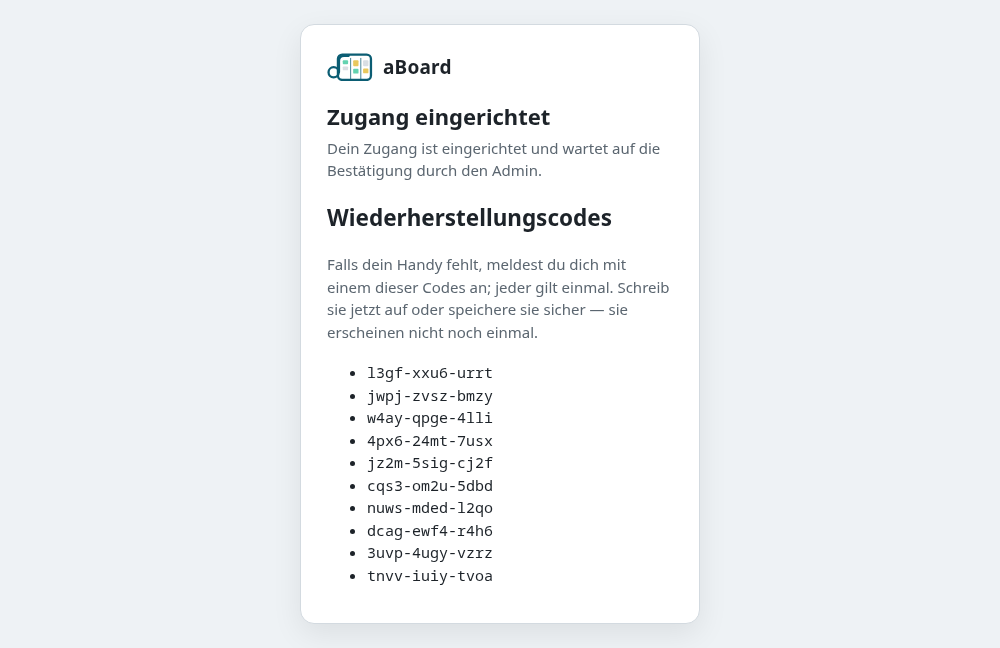 aBoard
Zugang eingerichtet
Dein Zugang ist eingerichtet und wartet auf die
Bestätigung durch den Admin.
Wiederherstellungscodes
Falls dein Handy fehlt, meldest du dich mit
einem dieser Codes an; jeder gilt einmal. Schreib
sie jetzt auf oder speichere sie sicher — sie
erscheinen nicht noch einmal.
l3gf-xxu6-urrt
jwpj-zvsz-bmzy
w4ay-qpge-4lli
4px6-24mt-7usx
jz2m-5sig-cj2f
cqs3-om2u-5dbd
nuws-mded-l2qo
dcag-ewf4-r4h6
3uvp-4ugy-vzrz
tnvv-iuiy-tvoa